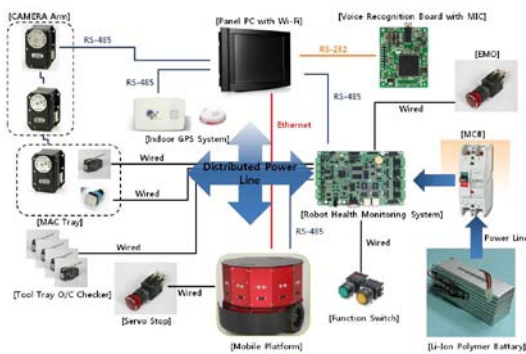 [CAMERA Arm]
[Panel PC with Wi-Fi]
[Voice Recognition Board with MIC]
RS-485
RS-232
[EMO]
RS-485
RS-485
Ethernet
Wired
[Indoor GPS System]
[MCB]
Wired
Distributed Power
Line
Wired
[MAC Tray]
[Robot Health Monitoring System]
Wired
RS-485
Wired
Power Line
[Tool Tray O/C Checker]
Wired
[Servo Stop]
[Function Switch]
[Mobile Platform]
[Li-Ion Polymer Battary]